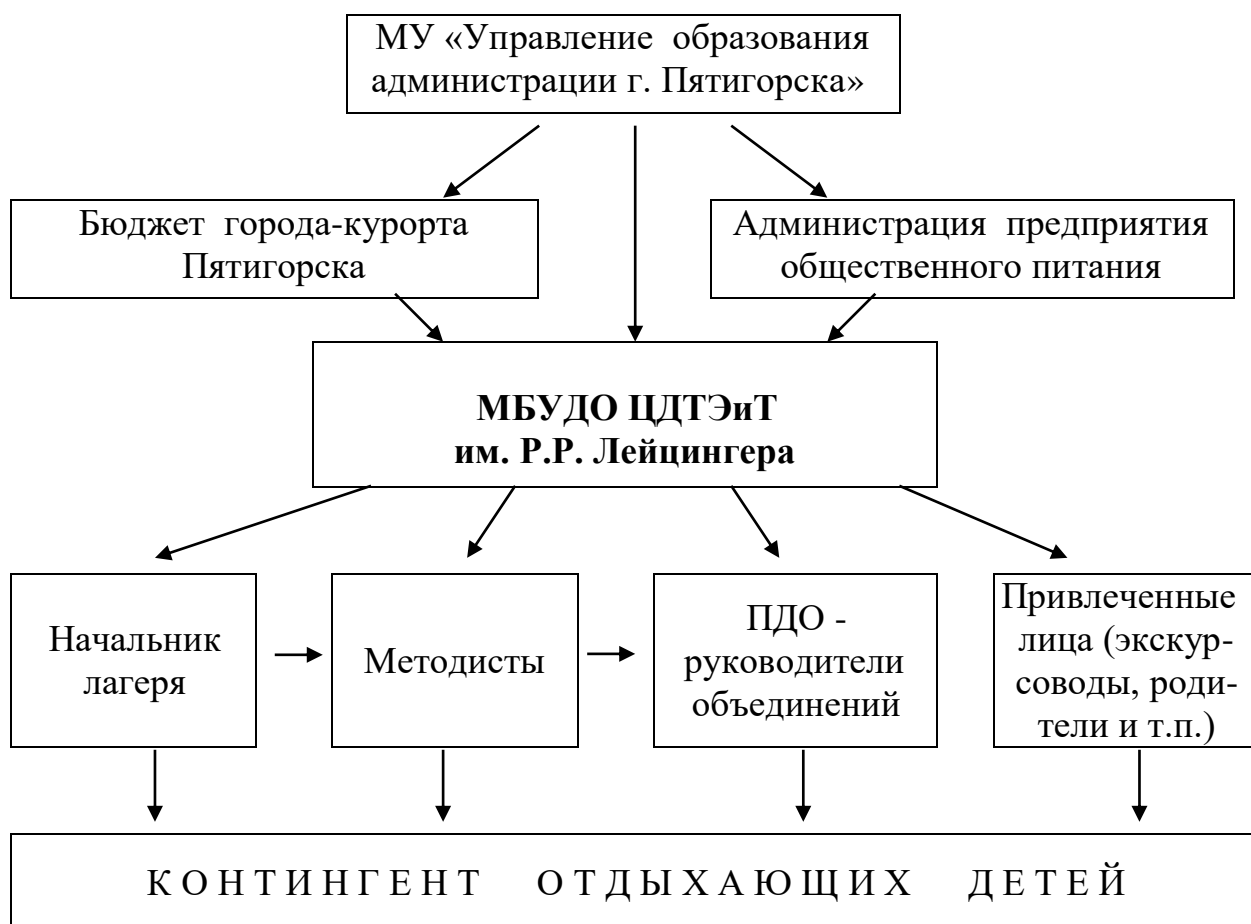 МУ «Управление образования
администрации г. Пятигорска»
Бюджет города-курорта
Пятигорска
Администрация предприятия
общественного питания
МБУДО ЦДТЭиТ
им. Р.Р. Лейцингера
Начальник
лагеря
Методисты
ПДО -
руководители
объединений
Привлеченные
лица (экскур-
соводы, роди-
тели и т.п.)
К О Н Т И Н Г Е Н Т О Т Д Ы Х А Ю Щ И Х Д Е Т Е Й